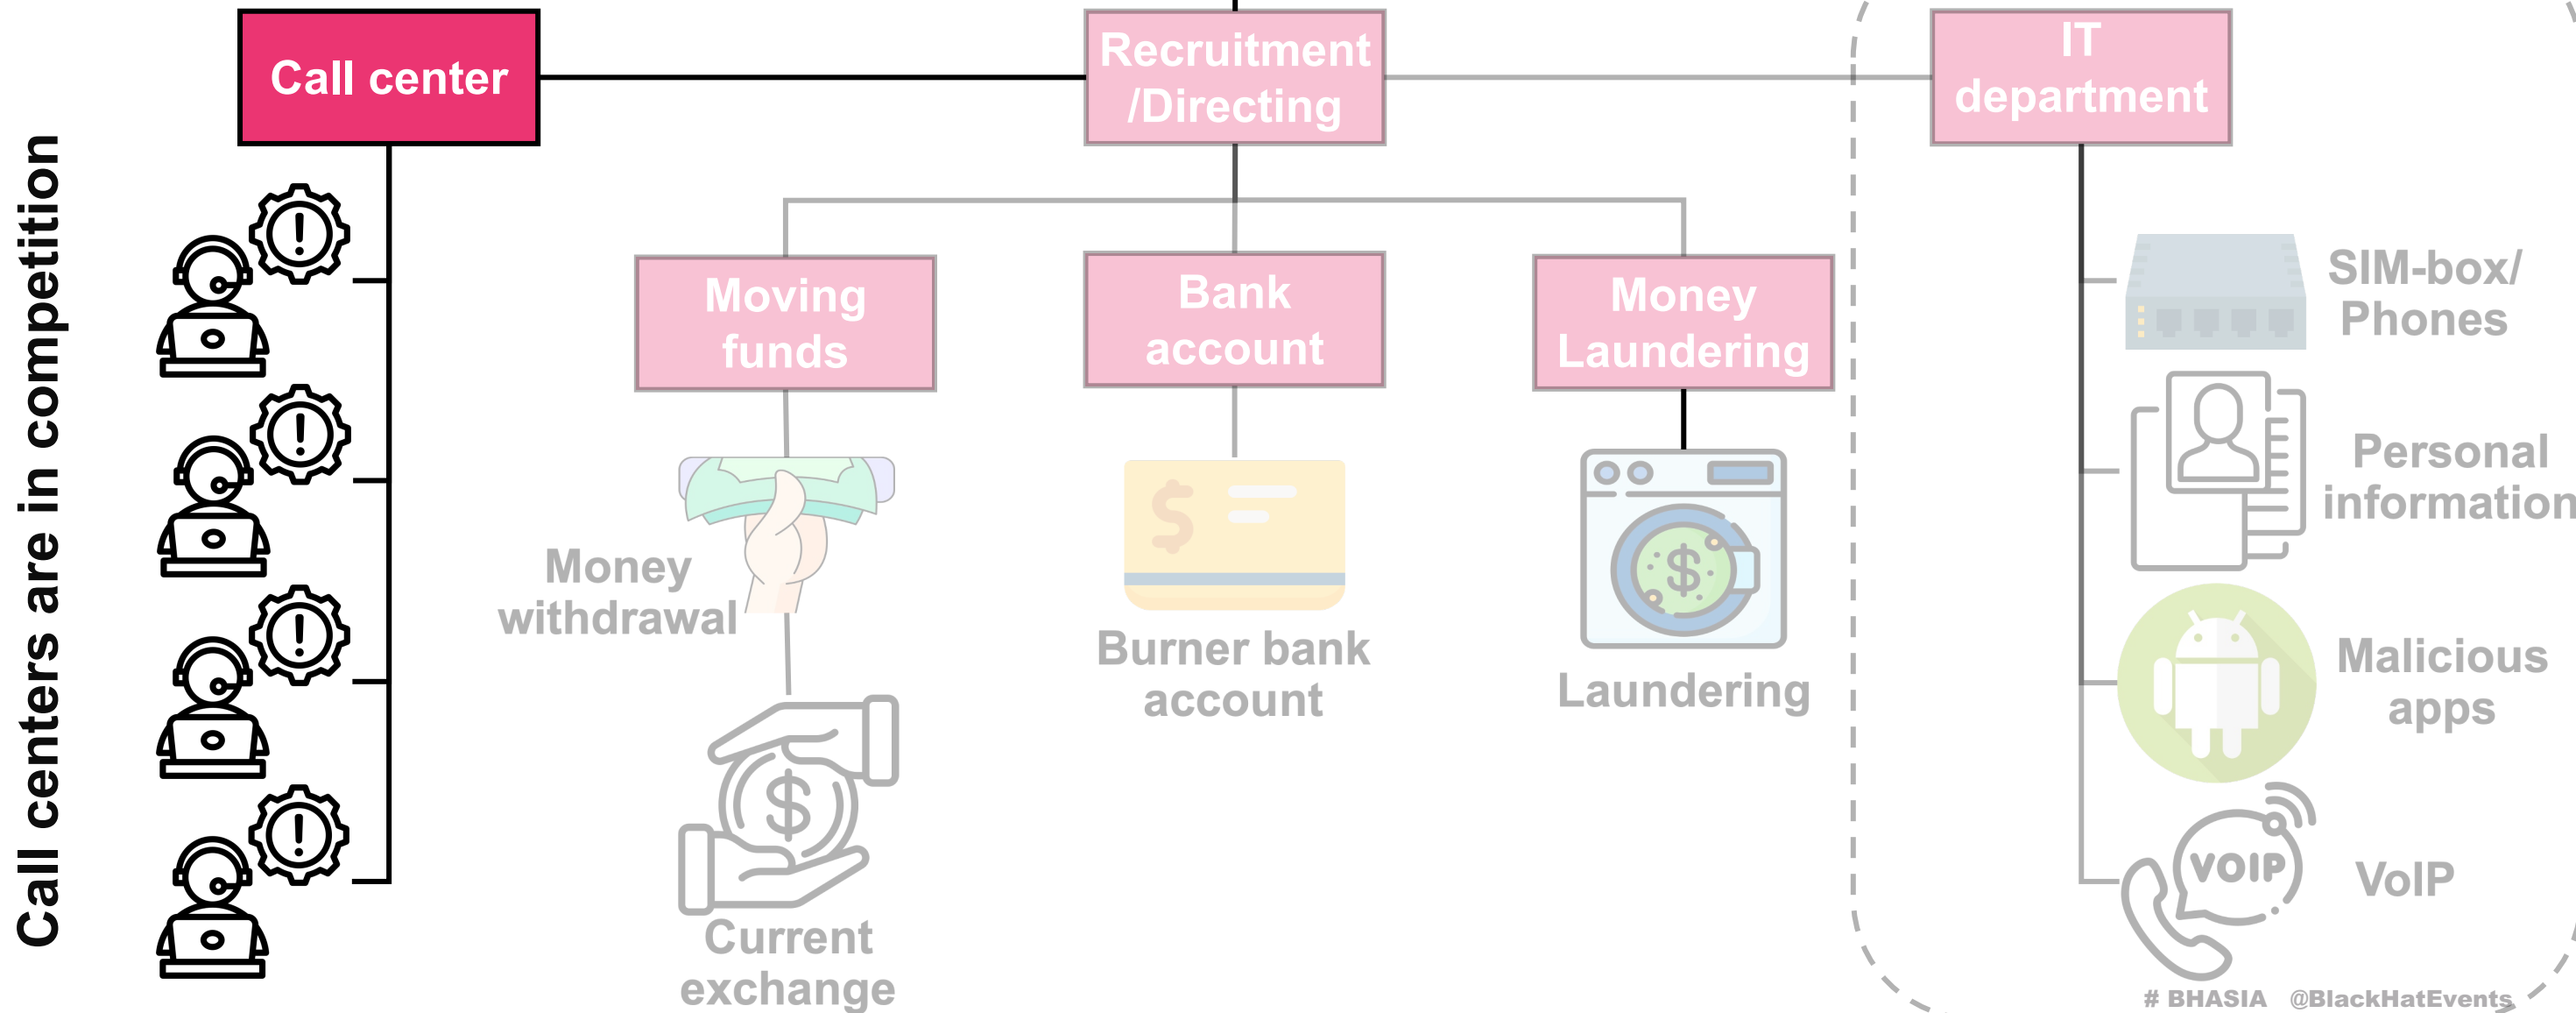 Call centers are in competition
Call center
Recruitment
/Directing
IT
department
Moving
funds
Bank
account
Money
Laundering
Money
withdrawal
Current
exchange
$
Burner bank
account
$
Laundering
$
SIM-box/
Phones
Personal
information
Malicious
apps
VOIP
VoIP
# BHASIA @BlackHatEvents